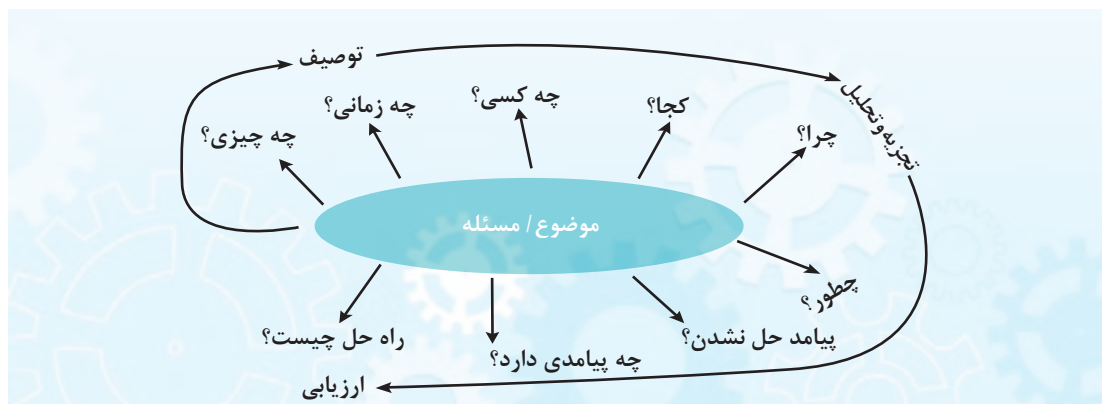 توصیف
تجزیه و تحلیل
ارزیابی
چه چیزی؟
چه زمانی؟
چه کسی؟
کجا؟
چرا؟
چطور؟
موضوع / مسئله
پیامد حل نشدن؟
چه پیامدی دارد؟
راه حل چیست؟